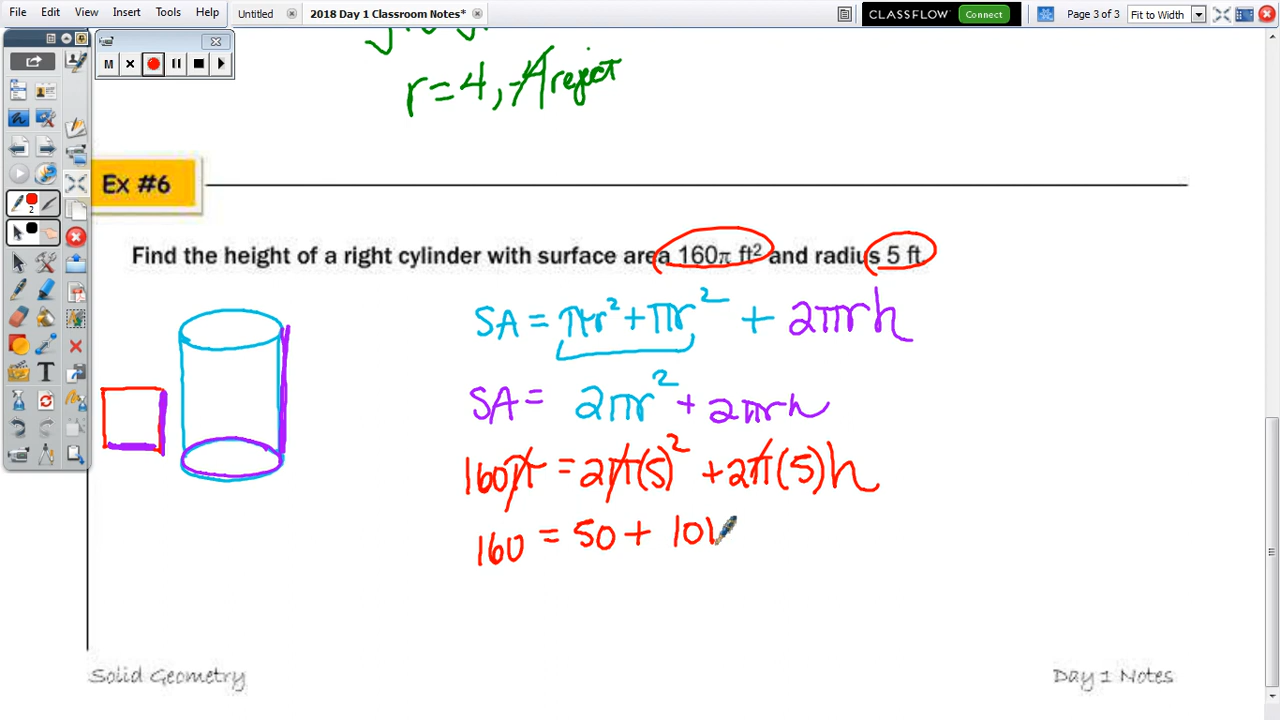 File Edit View Insert Tools Help Untitled 2018 Day 1 Classroom Notes* CLASSFLOW Connect Page 3 of 3 Fit to Width
M
2
T
r = 4, -4 reject
Ex #6
Find the height of a right cylinder with surface area 160π ft² and radius 5 ft.
SA = πr² + πr² + 2πrh
SA = 2πr² + 2πrh
160π = 2π(5)² + 2π(5)h
160 = 50 + 10
Solid Geometry Day 1 Notes